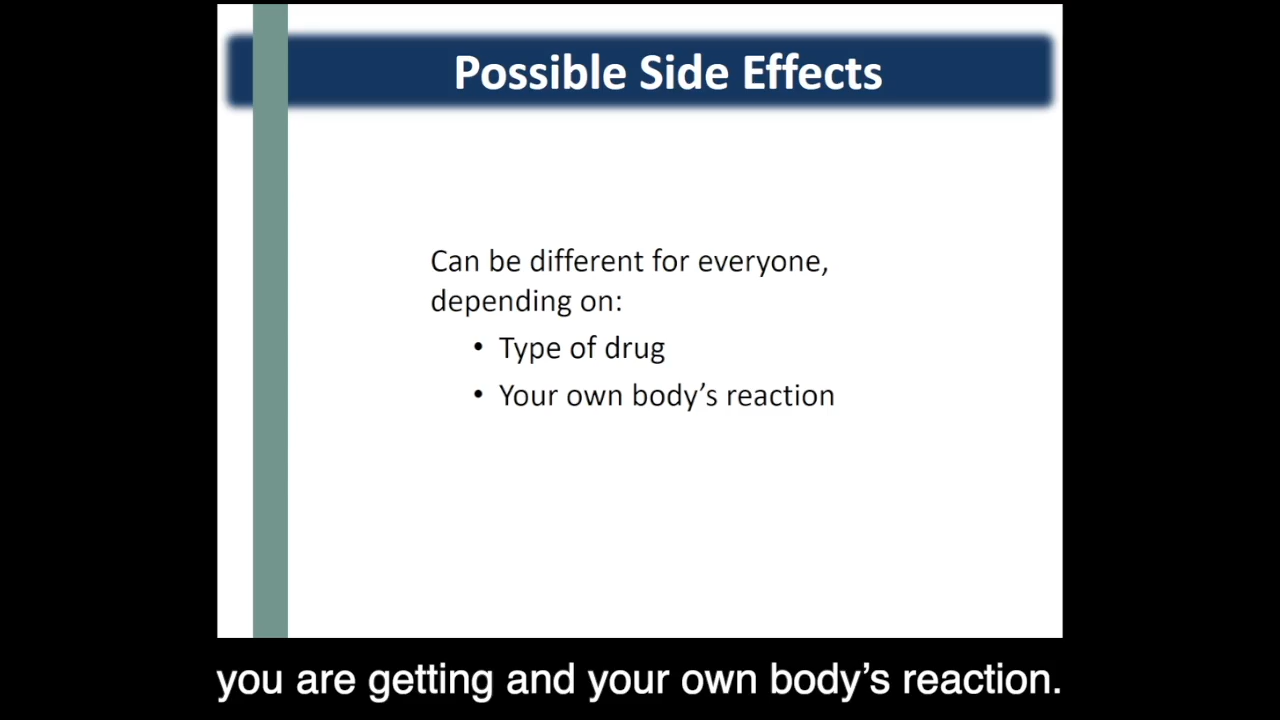 Possible Side Effects
Can be different for everyone,
depending on:
• Type of drug
• Your own body’s reaction
you are getting and your own body’s reaction.